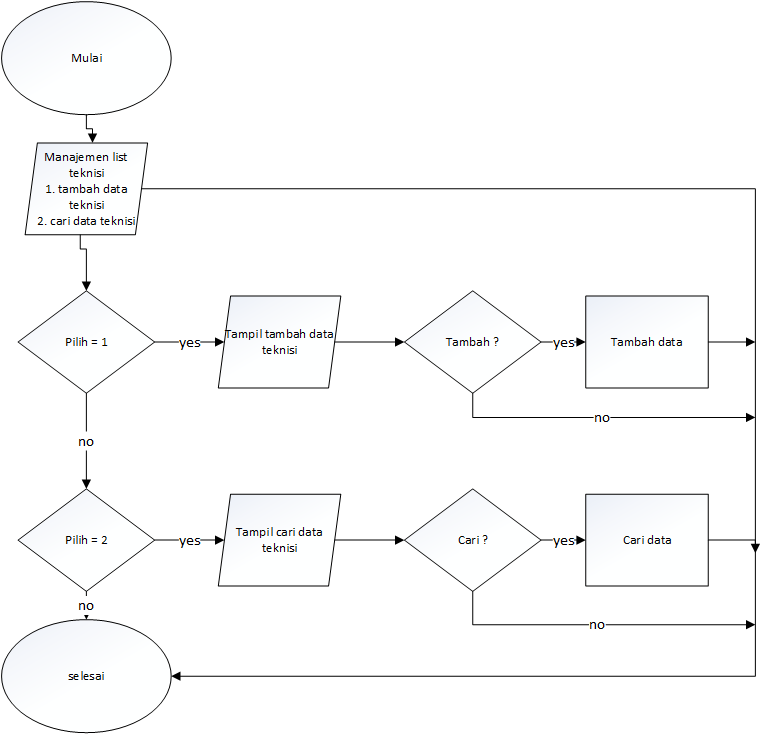 Mulai
Manajemen list
teknisi
1. tambah data
teknisi
2. cari data teknisi
Pilih = 1
yes
Tampil tambah data
teknisi
Tambah ?
yes
Tambah data
no
no
Pilih = 2
yes
Tampil cari data
teknisi
Cari ?
yes
Cari data
no
no
selesai